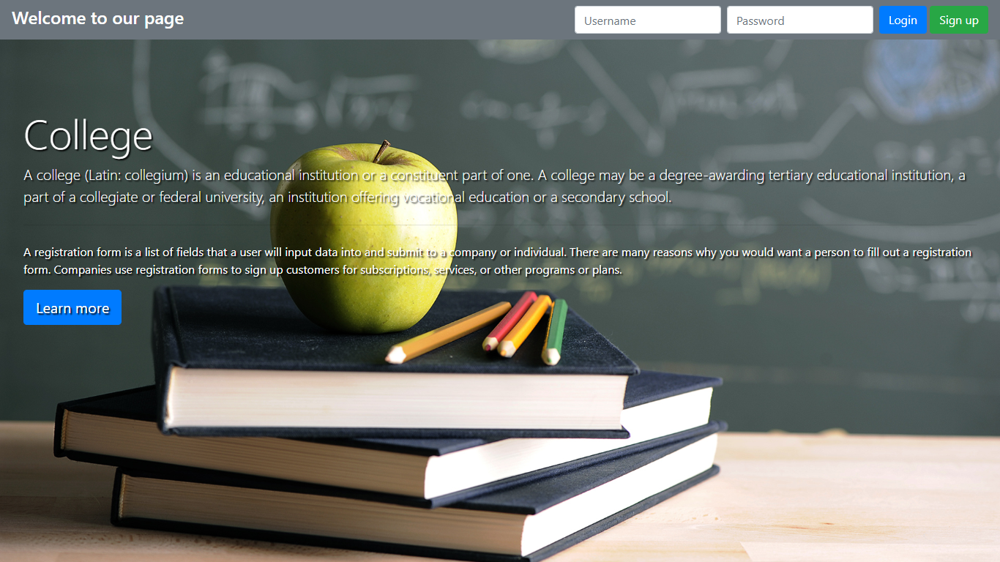 Welcome to our page
Username
Password
Login
Sign up
College
A college (Latin: collegium) is an educational institution or a constituent part of one. A college may be a degree-awarding tertiary educational institution, a
part of a collegiate or federal university, an institution offering vocational education or a secondary school.
A registration form is a list of fields that a user will input data into and submit to a company or individual. There are many reasons why you would want a person to fill out a registration
form. Companies use registration forms to sign up customers for subscriptions, services, or other programs or plans.
Learn more